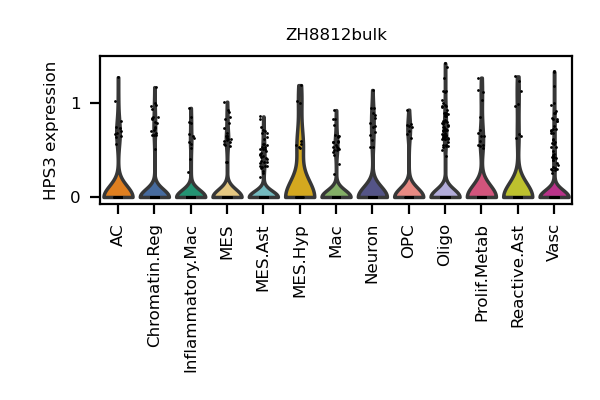 ZH8812bulk
HPS3 expression
1
0
AC
Chromatin.Reg
Inflammatory.Mac
MES
MES.Ast
MES.Hyp
Mac
Neuron
OPC
Oligo
Prolif.Metab
Reactive.Ast
Vasc